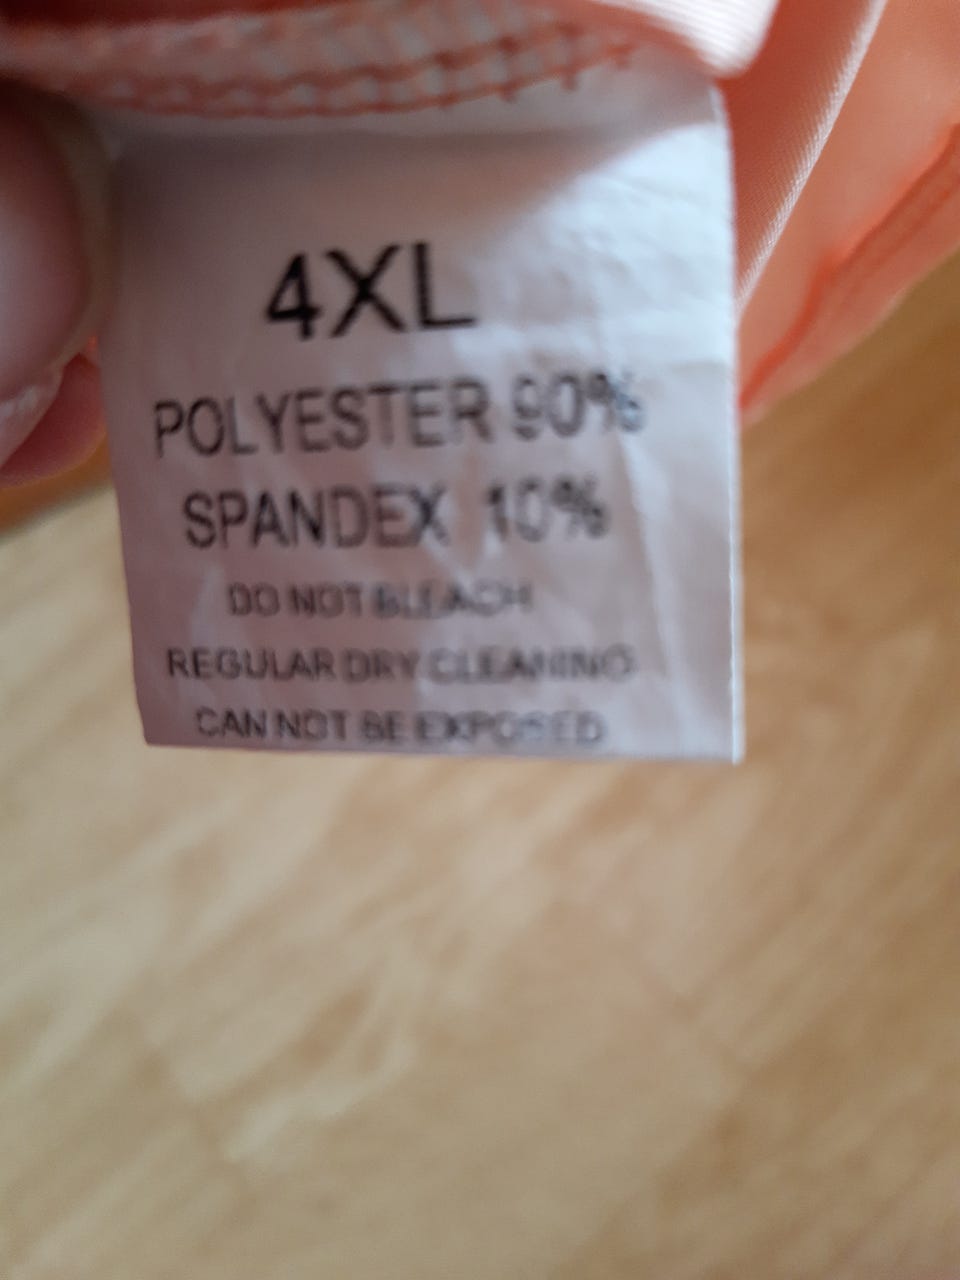 4XL
POLYESTER 90%
SPANDEX 10%
DO NOT BLEACH
REGULAR DRY CLEANING
CAN NOT BE EXPOSED